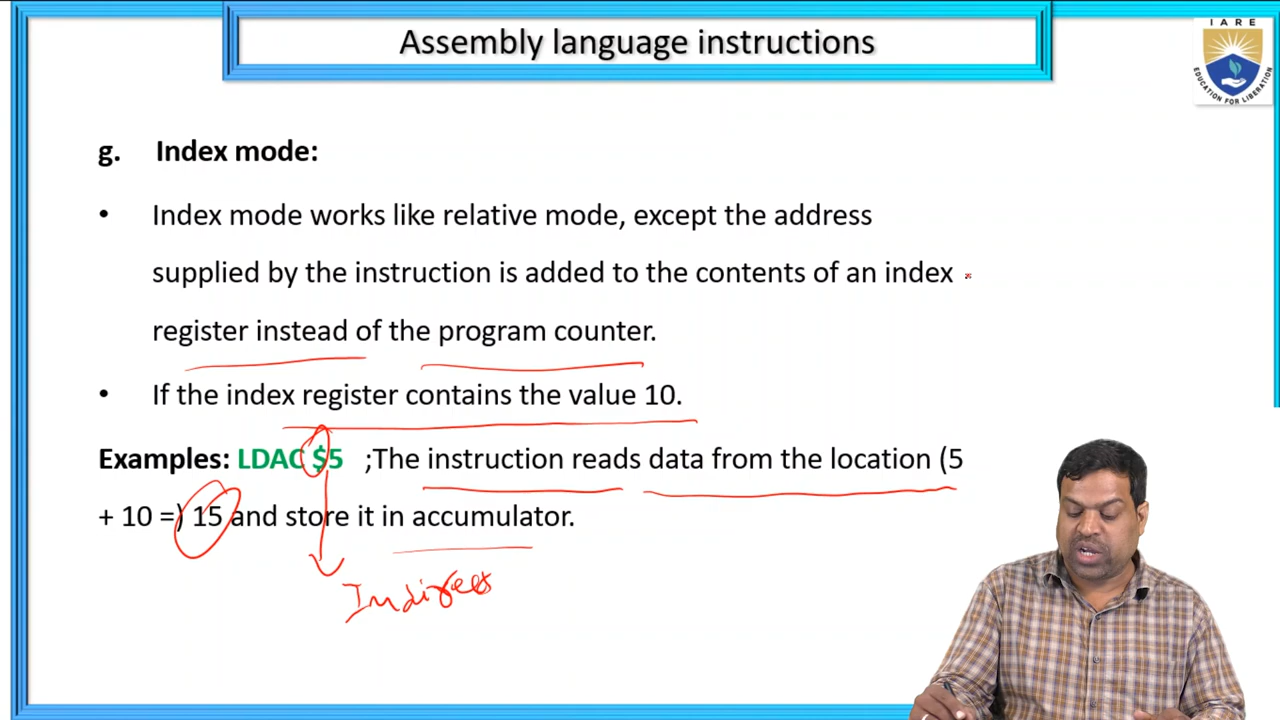 Assembly language instructions
IARE
EDUCATION FOR LIBERATION
g. Index mode:
• Index mode works like relative mode, except the address
supplied by the instruction is added to the contents of an index
register instead of the program counter.
• If the index register contains the value 10.
Examples: LDAC $5 ;The instruction reads data from the location (5
+ 10 =) 15 and store it in accumulator.
Indirect